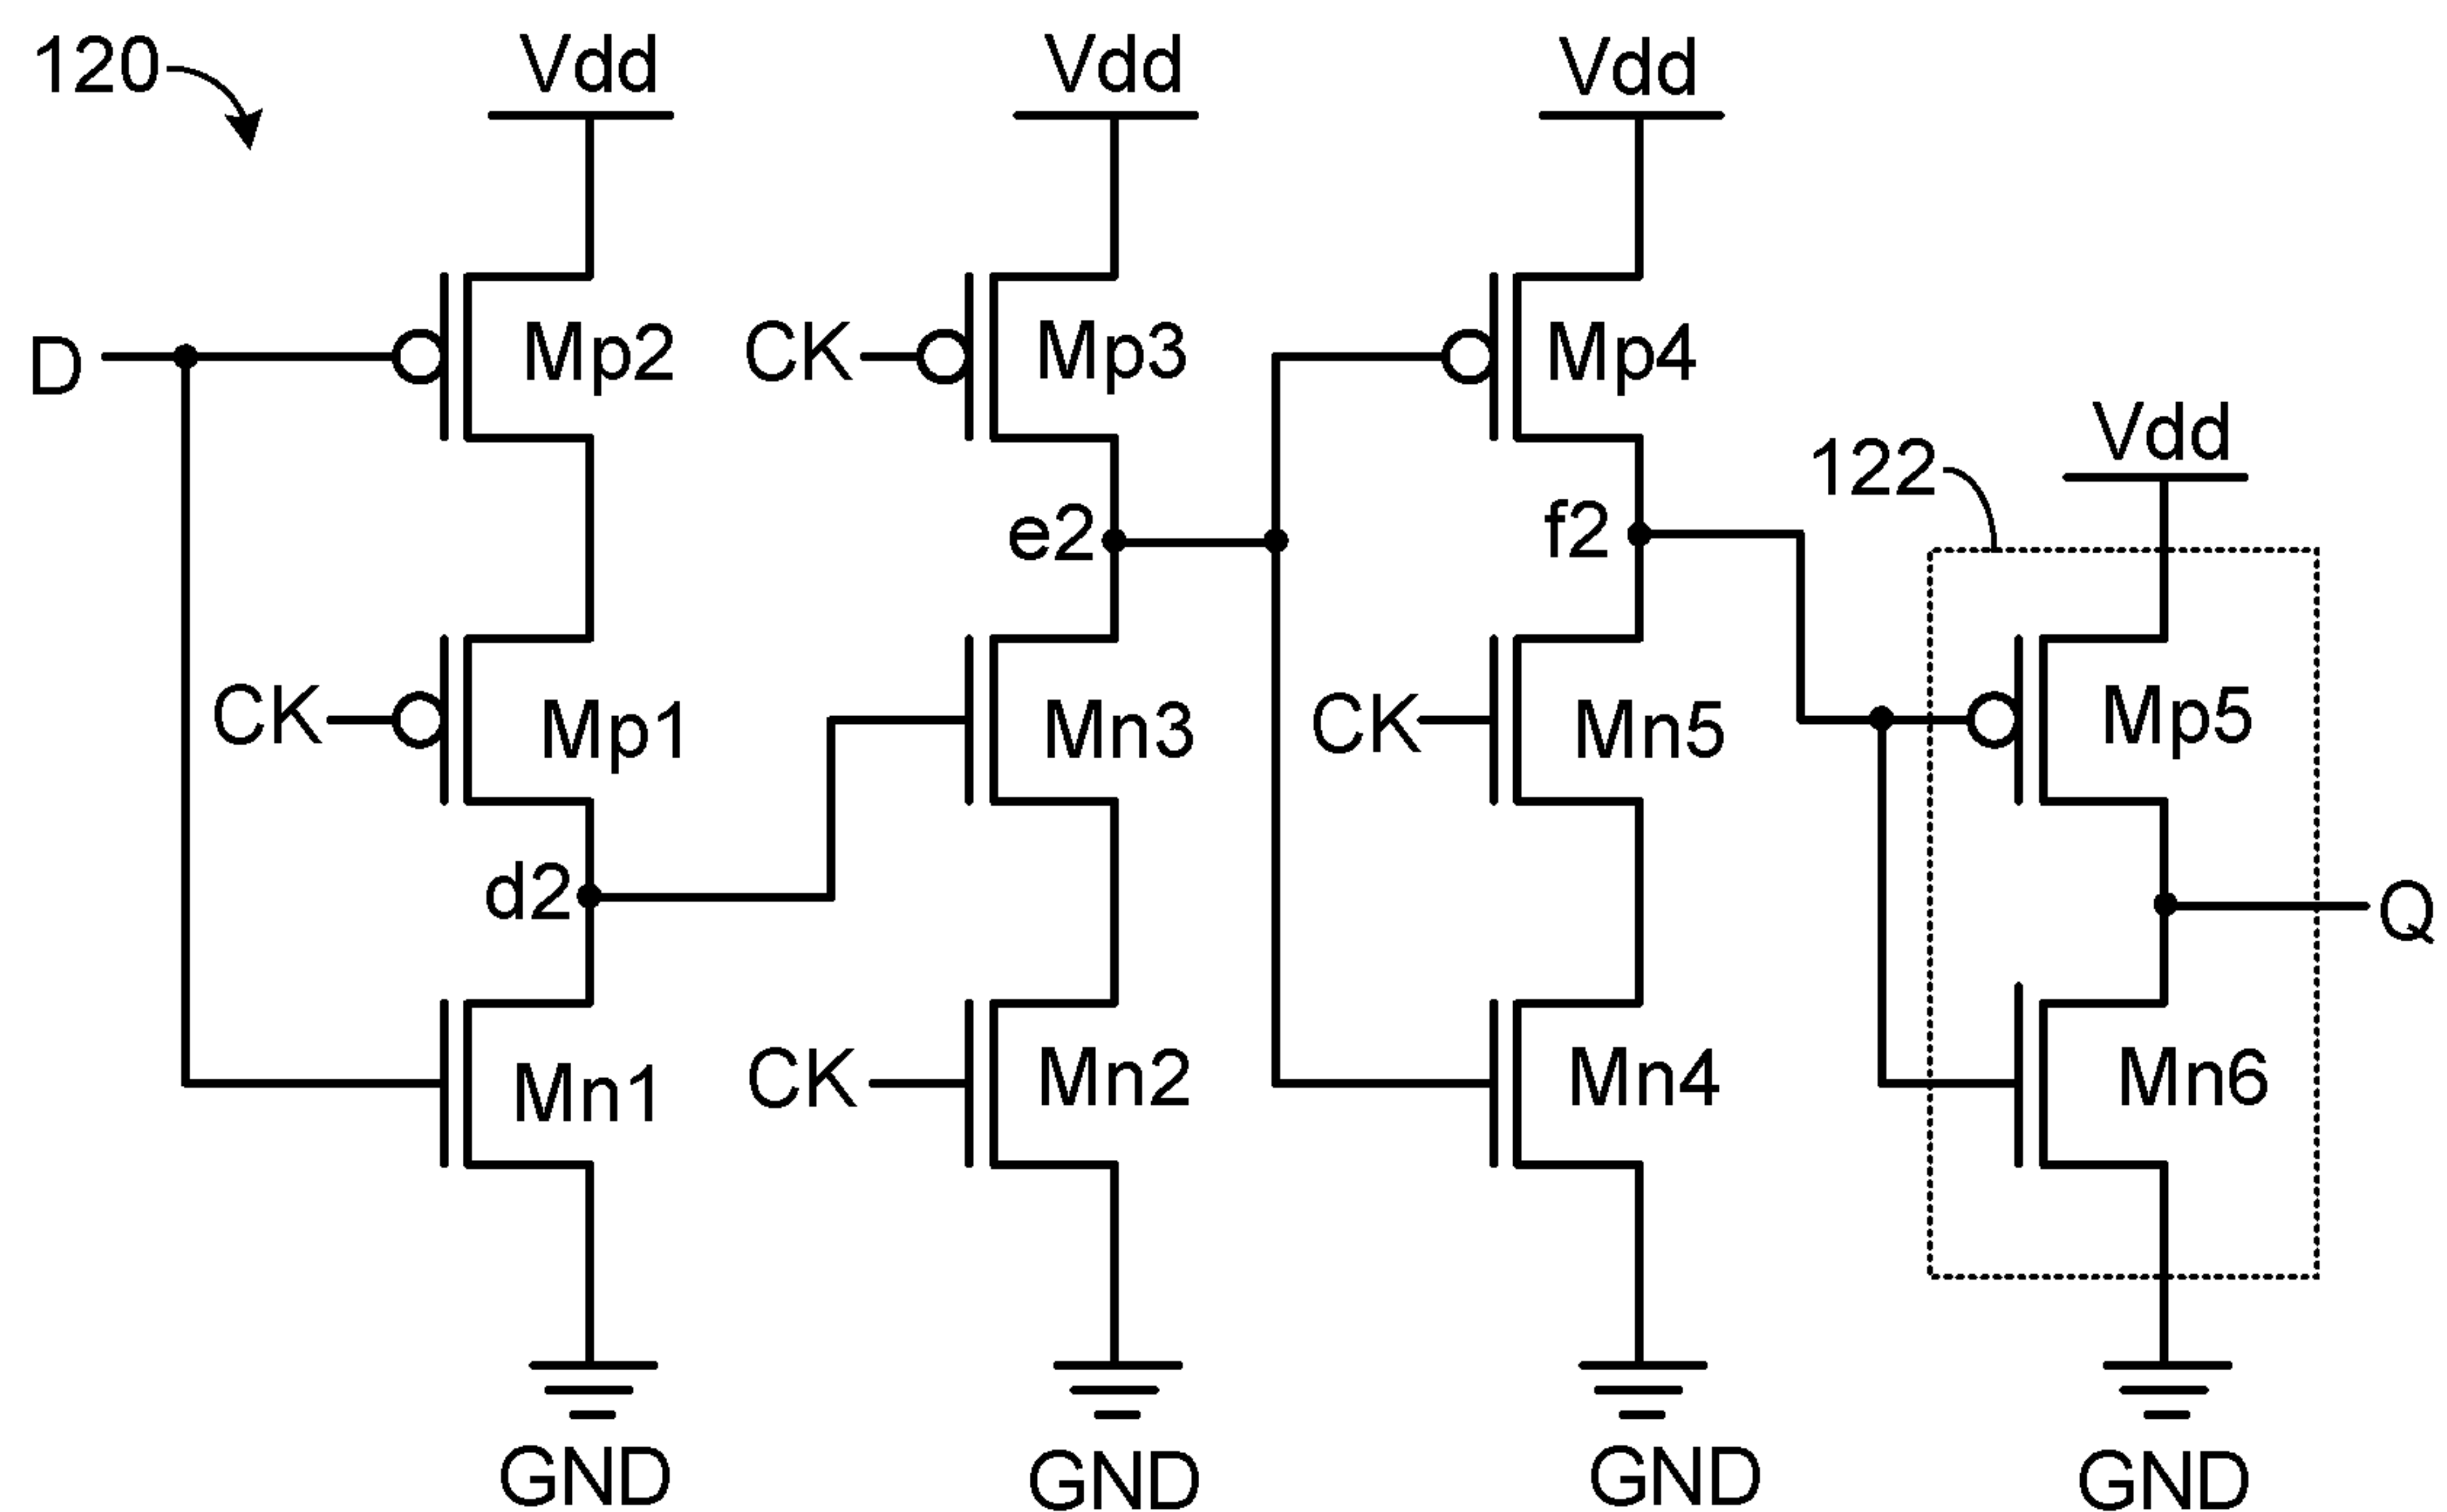 120
Vdd
Vdd
Vdd
D
Mp2
CK
Mp3
Mp4
122
Vdd
e2
f2
CK
Mp1
Mn3
CK
Mn5
Mp5
d2
Q
Mn1
CK
Mn2
Mn4
Mn6
GND
GND
GND
GND